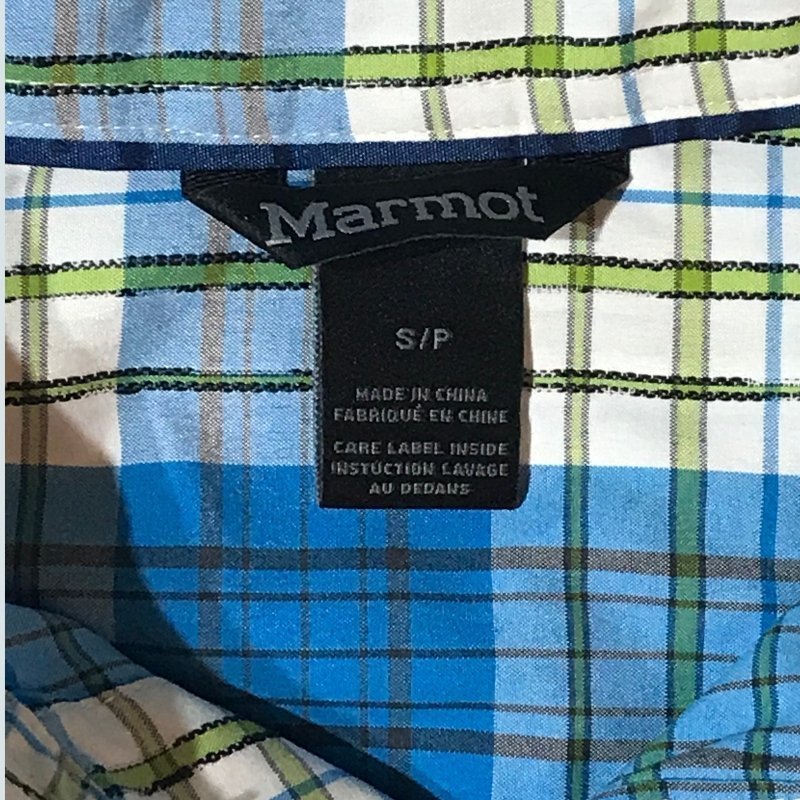 Marmot
S/P
MADE IN CHINA
FABRIQUÉ EN CHINE
CARE LABEL INSIDE
INSTUCTION LAVAGE
AU DEDANS